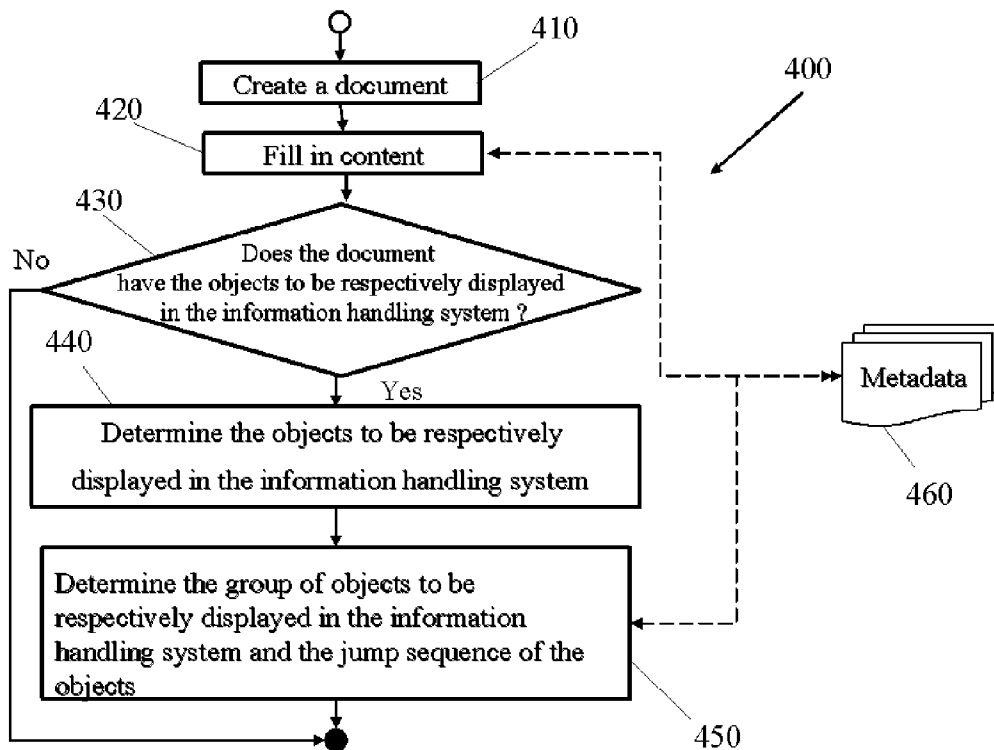 410
Create a document
400
420
Fill in content
430
No
Does the document
have the objects to be respectively displayed
in the information handling system ?
440
Yes
Metadata
460
Determine the objects to be respectively
displayed in the information handling system
Determine the group of objects to be
respectively displayed in the information
handling system and the jump sequence of the
objects
450